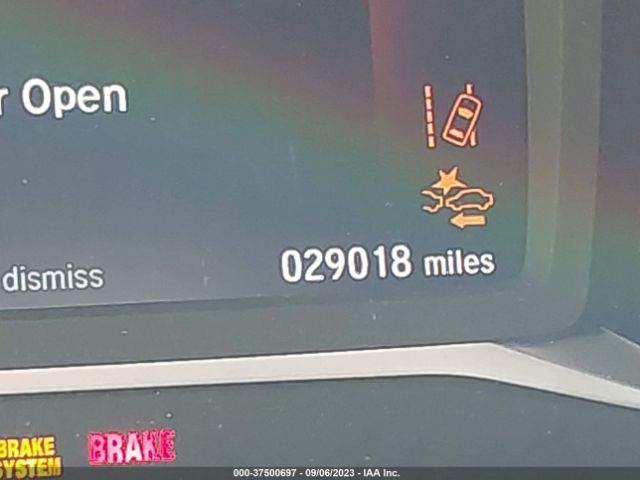 r Open
029018 miles
dismiss
BRAKE
SYSTEM
BRAKE
000-37500697 - 09/06/2023 - IAA Inc.